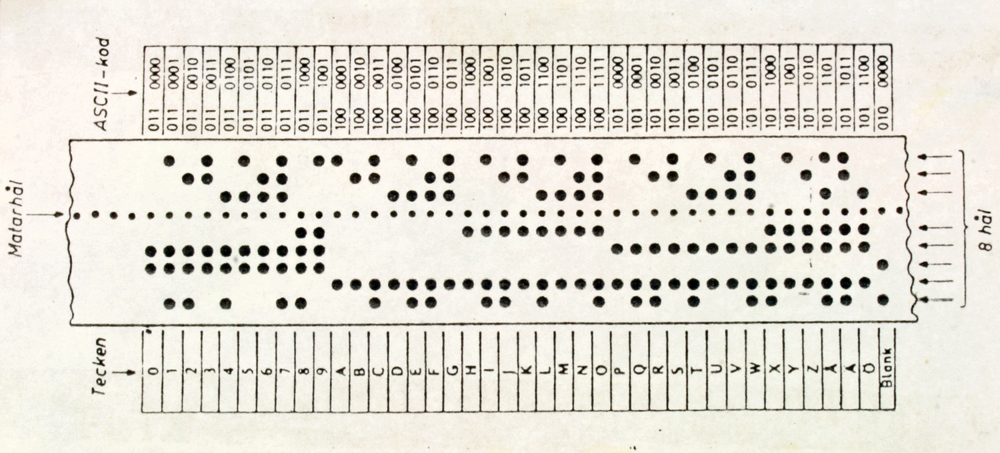 ASCII-kod
011 0000
011 0001
011 0010
011 0011
011 0100
011 0101
011 0110
011 0111
011 1000
011 1001
100 0001
100 0010
100 0011
100 0100
100 0101
100 0110
100 0111
100 1000
100 1001
100 1010
100 1011
100 1100
100 1101
100 1110
100 1111
101 0000
101 0001
101 0010
101 0011
101 0100
101 0101
101 0110
101 0111
101 1000
101 1001
101 1010
101 1101
101 1011
101 1100
010 0000
Matarhål
8 hål
Tecken
0
1
2
3
4
5
6
7
8
9
A
B
C
D
E
F
G
H
I
J
K
L
M
N
O
P
Q
R
S
T
U
V
W
X
Y
Z
Å
Ä
Ö
Blank